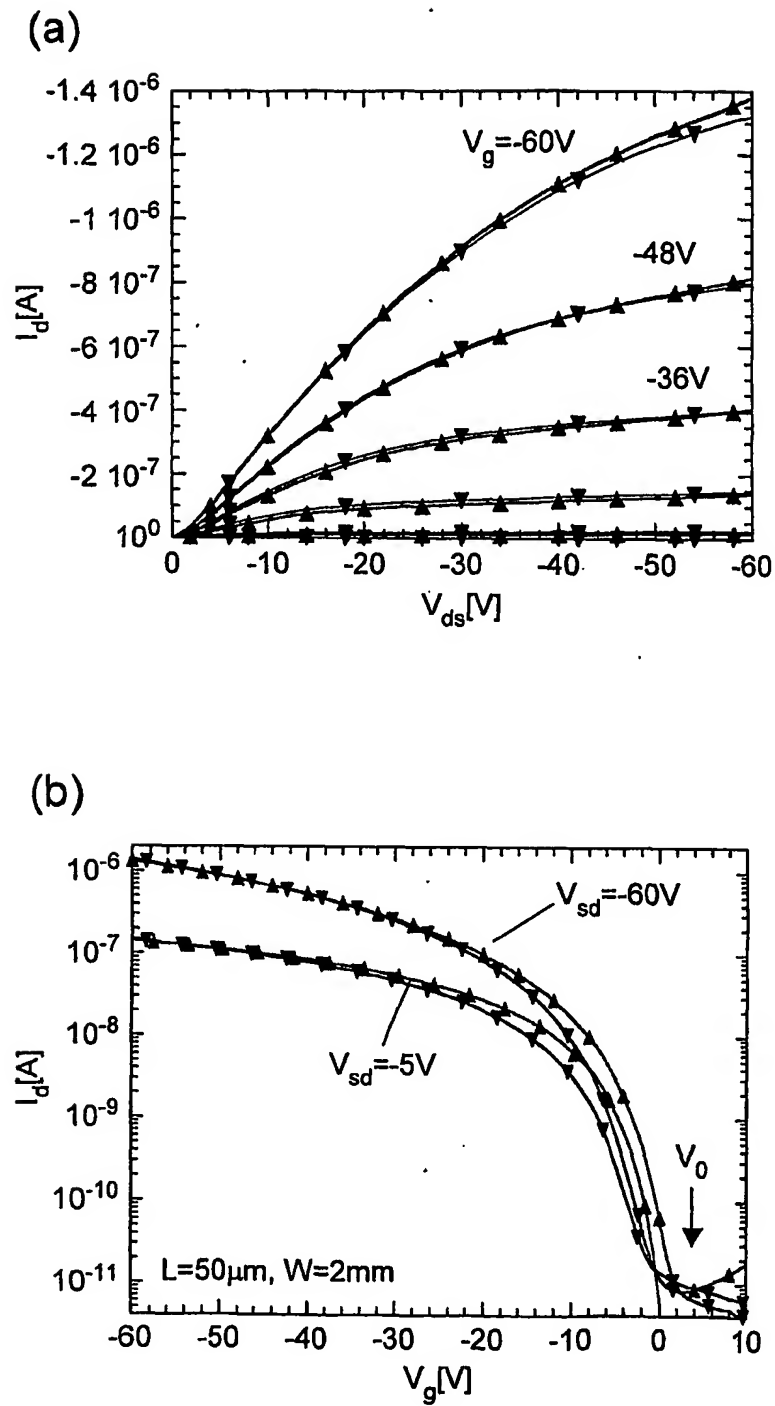 (a)
-1.4 10⁻⁶
-1.2 10⁻⁶
-1 10⁻⁶
-8 10⁻⁷
-6 10⁻⁷
-4 10⁻⁷
-2 10⁻⁷
10⁰
I_d[A]
V_g=-60V
-48V
-36V
0 -10 -20 -30 -40 -50 -60
V_ds[V]
(b)
10⁻⁶
10⁻⁷
10⁻⁸
10⁻⁹
10⁻¹⁰
10⁻¹¹
I_d[A]
V_sd=-60V
V_sd=-5V
V_0
L=50µm, W=2mm
-60 -50 -40 -30 -20 -10 0 10
V_g[V]